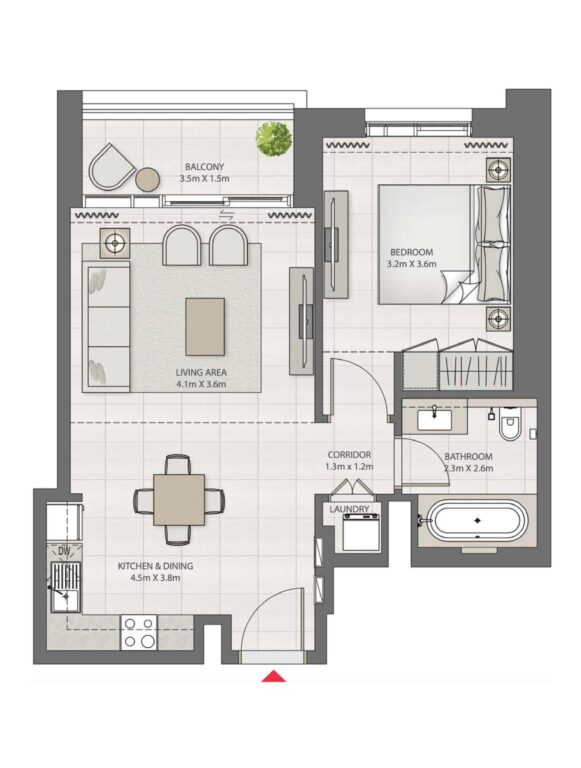 BALCONY
3.5m X 1.5m
BEDROOM
3.2m X 3.6m
LIVING AREA
4.1m X 3.6m
CORRIDOR
1.3m x 1.2m
BATHROOM
2.3m X 2.6m
LAUNDRY
DW
KITCHEN & DINING
4.5m X 3.8m